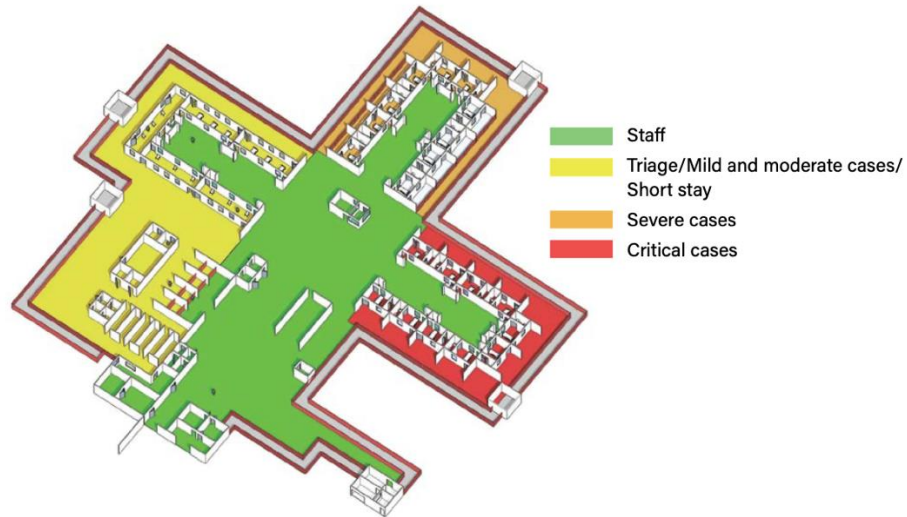 Staff
Triage/Mild and moderate cases/
Short stay
Severe cases
Critical cases